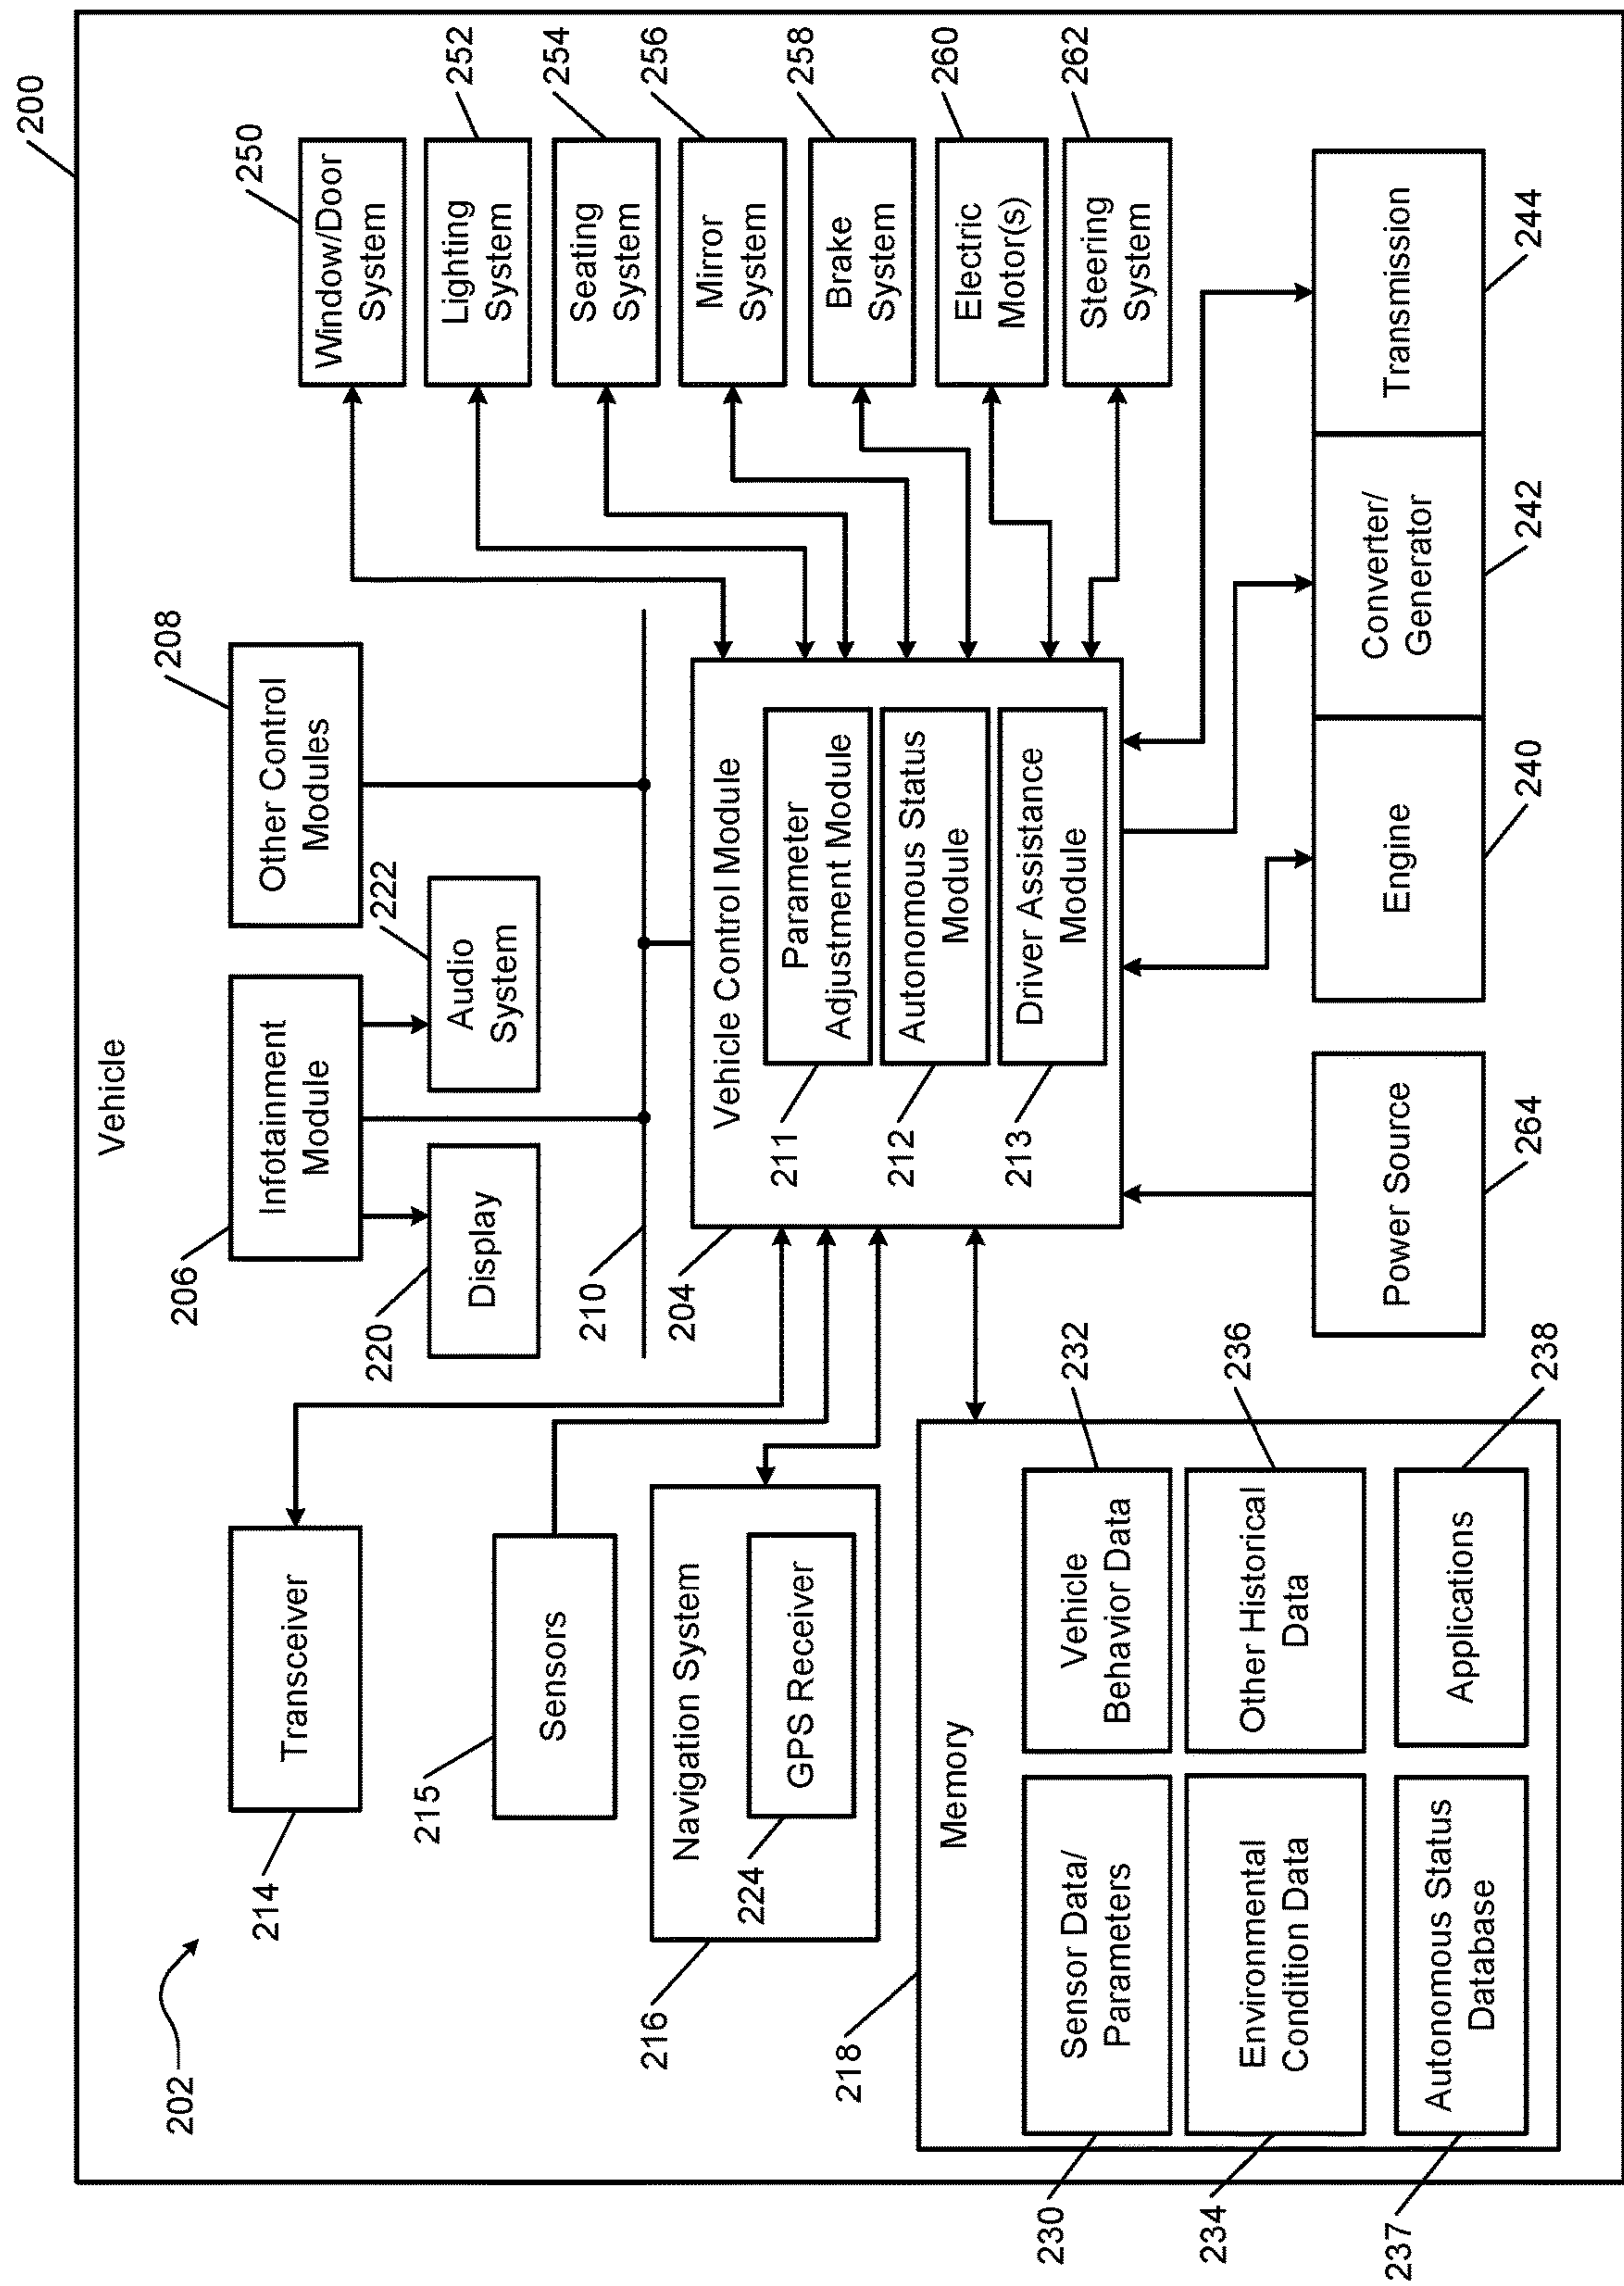 200
Vehicle
202
214
Transceiver
206
Infotainment
Module
208
Other Control
Modules
250
Window/Door
System
252
Lighting
System
254
Seating
System
256
Mirror
System
258
Brake
System
260
Electric
Motor(s)
262
Steering
System
220
Display
222
Audio
System
215
Sensors
210
204
Vehicle Control Module
211
Parameter
Adjustment Module
212
Autonomous Status
Module
213
Driver Assistance
Module
216
Navigation System
224
GPS Receiver
218
Memory
230
Sensor Data/
Parameters
232
Vehicle
Behavior Data
234
Environmental
Condition Data
236
Other Historical
Data
237
Autonomous Status
Database
238
Applications
Power Source
264
Engine
240
Converter/
Generator
242
Transmission
244